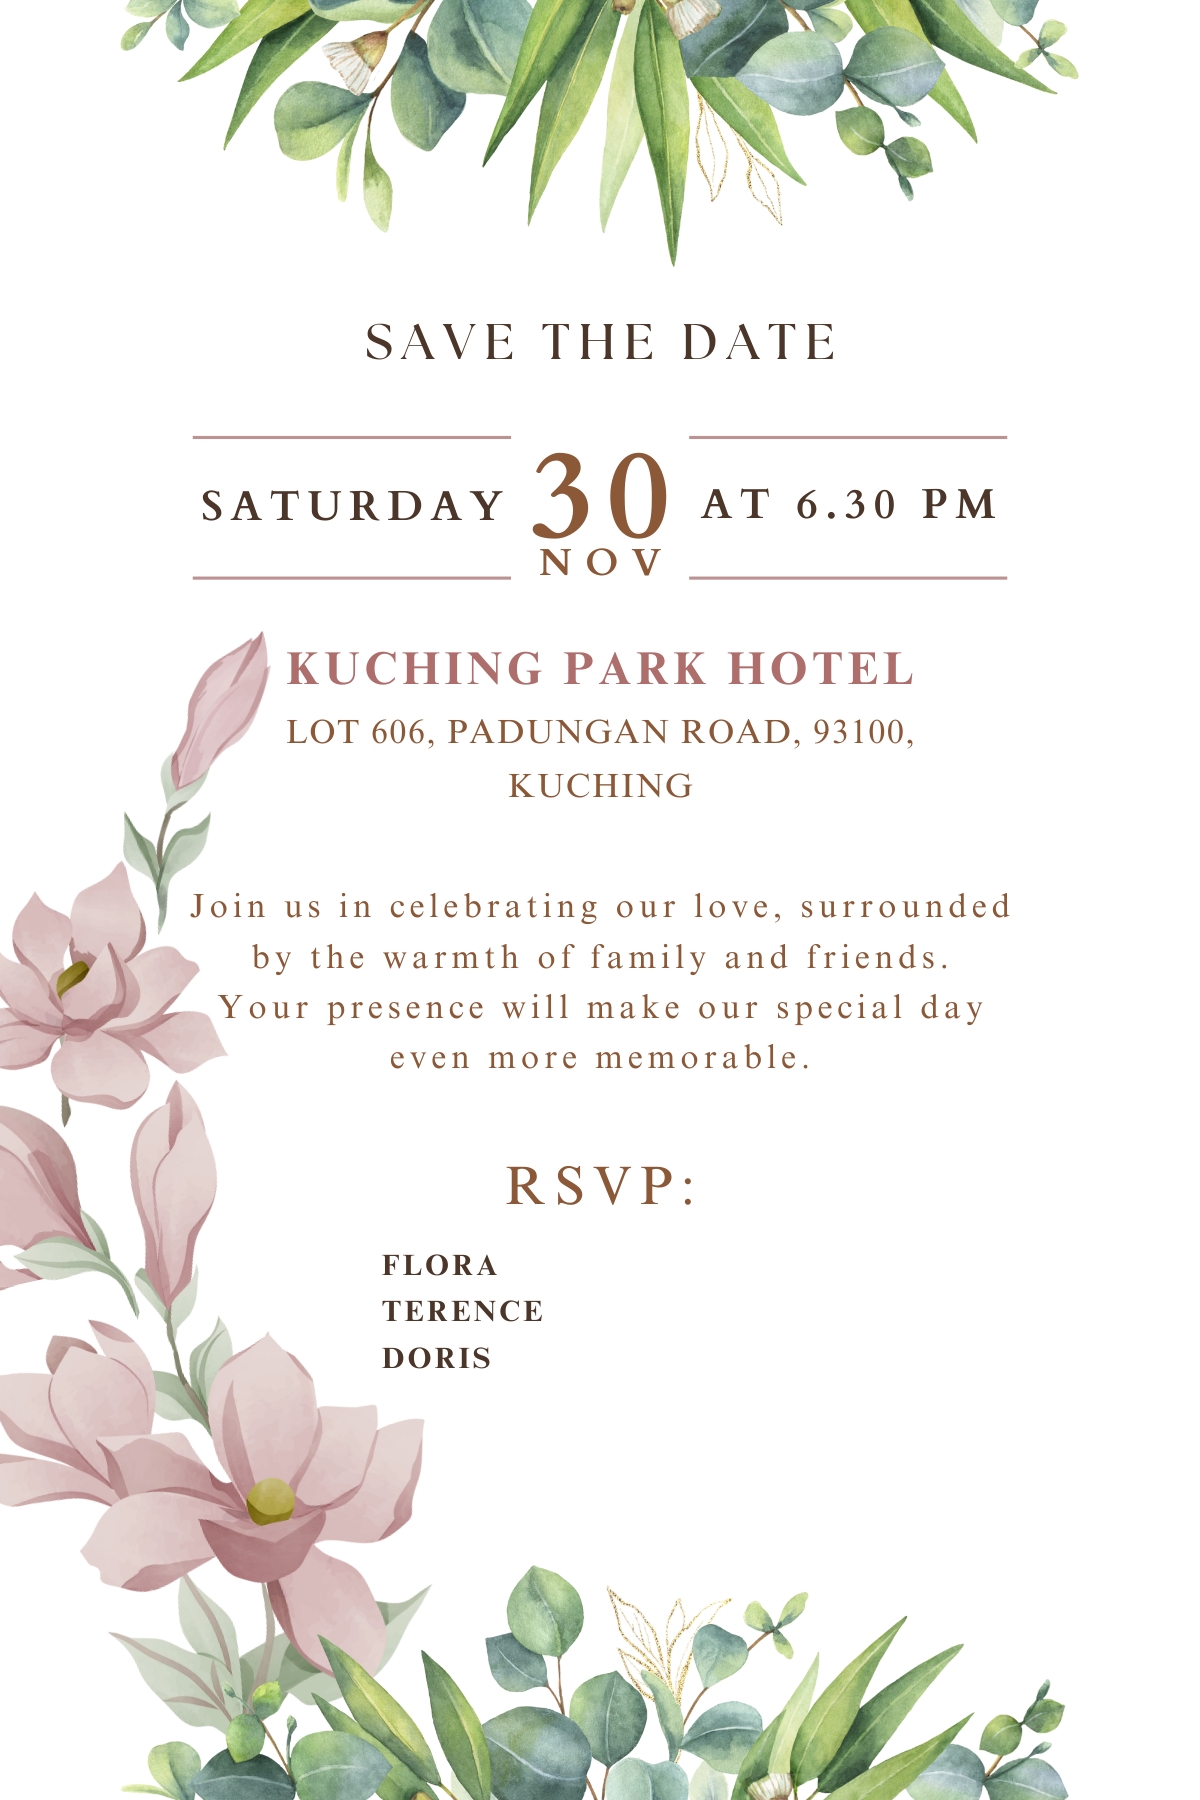 SAVE THE DATE
SATURDAY
30
NOV
AT 6.30 PM
KUCHING PARK HOTEL
LOT 606, PADUNGAN ROAD, 93100,
KUCHING
Join us in celebrating our love, surrounded
by the warmth of family and friends.
Your presence will make our special day
even more memorable.
RSVP:
FLORA
TERENCE
DORIS